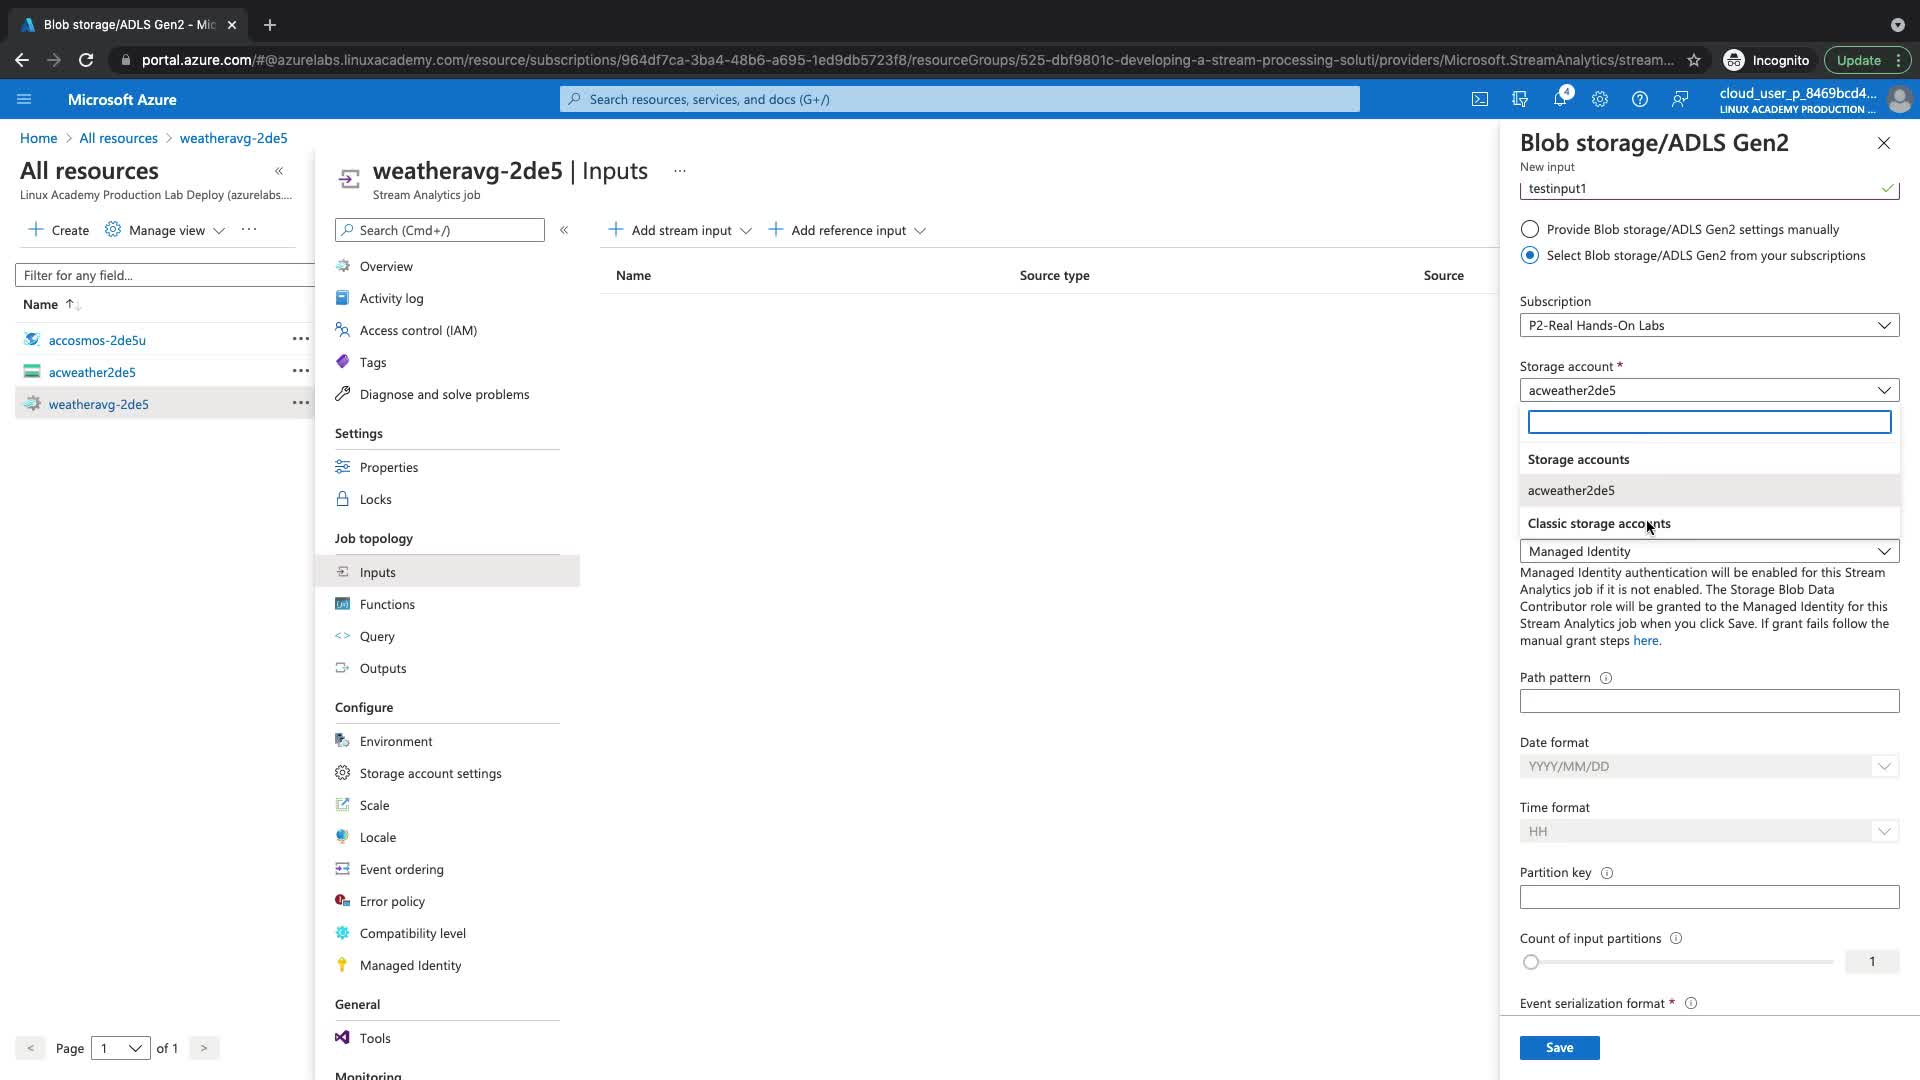 Blob storage/ADLS Gen2 - Mic
portal.azure.com/#@azurelabs.linuxacademy.com/resource/subscriptions/964df7ca-3ba4-48b6-a695-1ed9db5723f8/resourceGroups/525-dbf9801c-developing-a-stream-processing-soluti/providers/Microsoft.StreamAnalytics/stream...
Incognito
Update
Microsoft Azure
Search resources, services, and docs (G+/)
4
cloud_user_p_8469bcd4...
LINUX ACADEMY PRODUCTION ...
Home > All resources > weatheravg-2de5
All resources
Linux Academy Production Lab Deploy (azurelabs....
Create
Manage view
Filter for any field...
Name
accosmos-2de5u
acweather2de5
weatheravg-2de5
< Page 1 of 1 >
weatheravg-2de5 | Inputs
Stream Analytics job
Search (Cmd+/)
Overview
Activity log
Access control (IAM)
Tags
Diagnose and solve problems
Settings
Properties
Locks
Job topology
Inputs
Functions
Query
Outputs
Configure
Environment
Storage account settings
Scale
Locale
Event ordering
Error policy
Compatibility level
Managed Identity
General
Tools
Monitoring
Add stream input
Add reference input
Name
Source type
Source
Blob storage/ADLS Gen2
New input
testinput1
Provide Blob storage/ADLS Gen2 settings manually
Select Blob storage/ADLS Gen2 from your subscriptions
Subscription
P2-Real Hands-On Labs
Storage account *
acweather2de5
Storage accounts
acweather2de5
Classic storage accounts
Managed Identity
Managed Identity authentication will be enabled for this Stream
Analytics job if it is not enabled. The Storage Blob Data
Contributor role will be granted to the Managed Identity for this
Stream Analytics job when you click Save. If grant fails follow the
manual grant steps here.
Path pattern
Date format
YYYY/MM/DD
Time format
HH
Partition key
Count of input partitions
1
Event serialization format *
Save